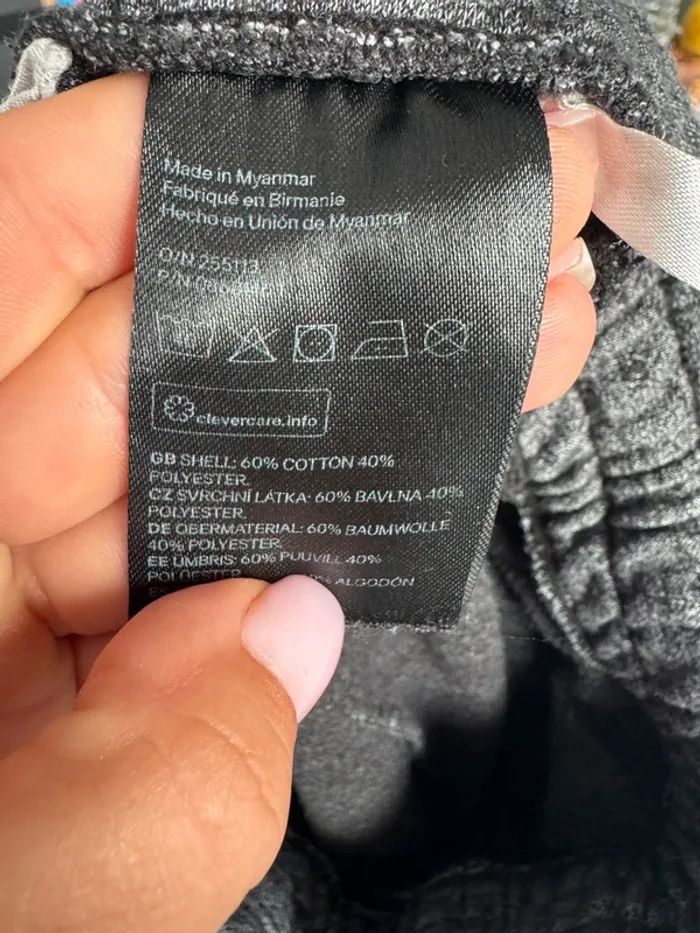 Made in Myanmar
Fabriqué en Birmanie
Hecho en Unión de Myanmar
O/N 255113
P/N
clevercare.info
GB SHELL: 60% COTTON 40%
POLYESTER.
CZ SVRCHNÍ LÁTKA: 60% BAVLNA 40%
POLYESTER.
DE OBERMATERIAL: 60% BAUMWOLLE
40% POLYESTER.
EE ÜMBRIS: 60% PUUVILL 40%
ALGODÓN